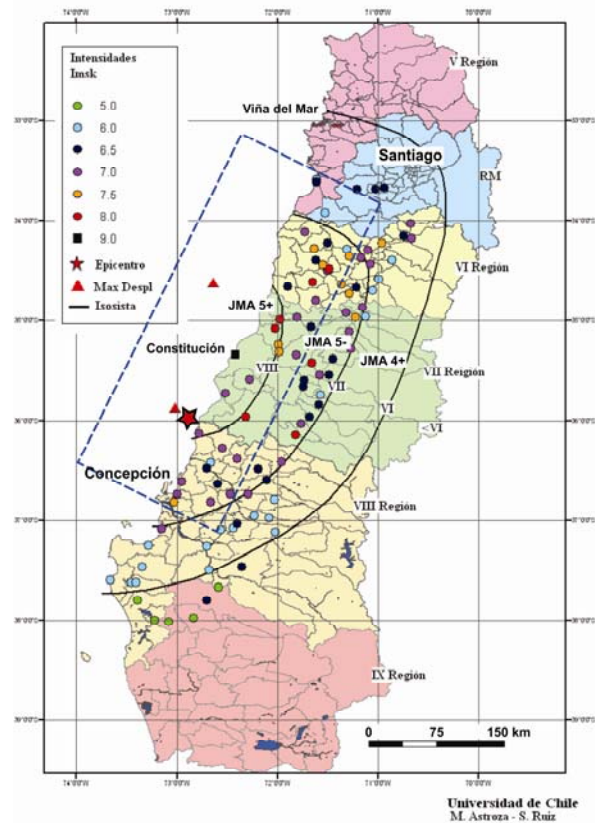 Intensidades
Imsk
5.0
6.0
6.5
7.0
7.5
8.0
9.0
Epicentro
Max Despl
Isosista
V Región
Viña del Mar
Santiago
RM
VI Región
JMA 5+
Constitución
JMA 5-
JMA 4+
VIII
VII
VII Región
VI
<VI
Concepción
VIII Región
IX Región
0 75 150 km
Universidad de Chile
M. Astroza - S. Ruiz